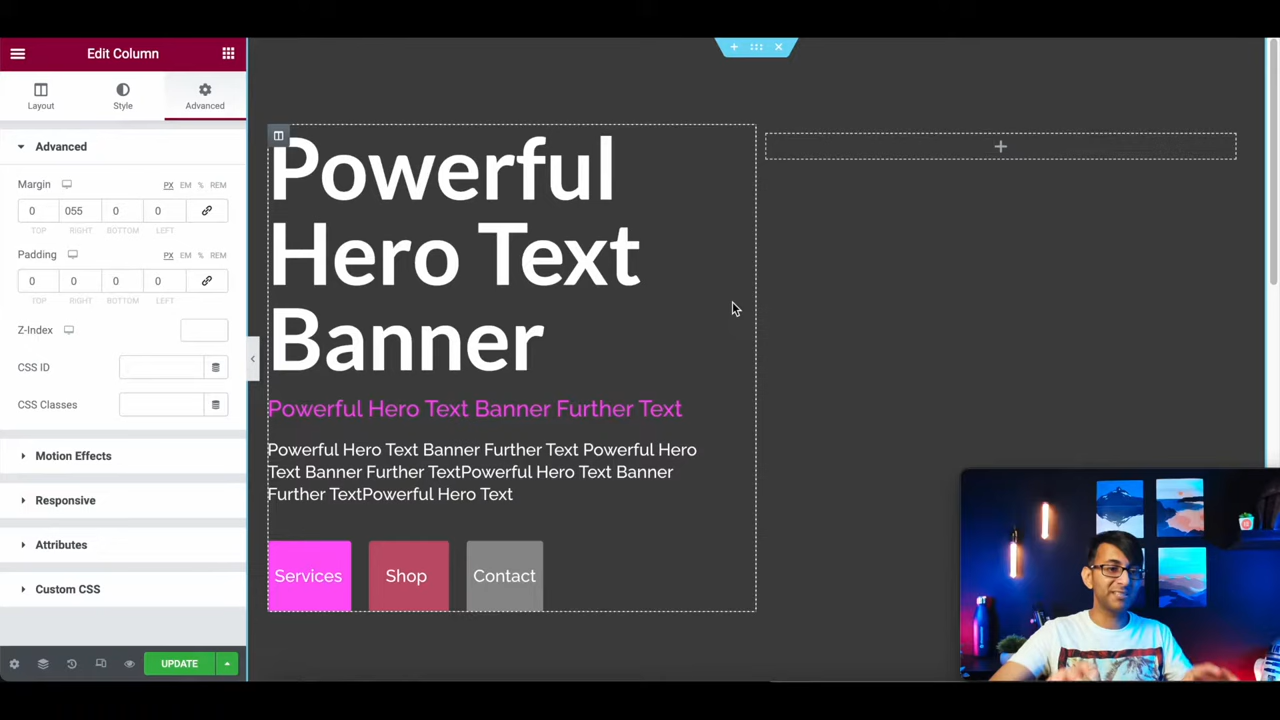 Edit Column
Layout
Style
Advanced
Advanced
Margin
PX EM % REM
0 055 0 0
TOP RIGHT BOTTOM LEFT
Padding
PX EM % REM
0 0 0 0
TOP RIGHT BOTTOM LEFT
Z-Index
CSS ID
CSS Classes
Motion Effects
Responsive
Attributes
Custom CSS
UPDATE
Powerful
Hero Text
Banner
Powerful Hero Text Banner Further Text
Powerful Hero Text Banner Further Text Powerful Hero
Text Banner Further TextPowerful Hero Text Banner
Further TextPowerful Hero Text
Services
Shop
Contact